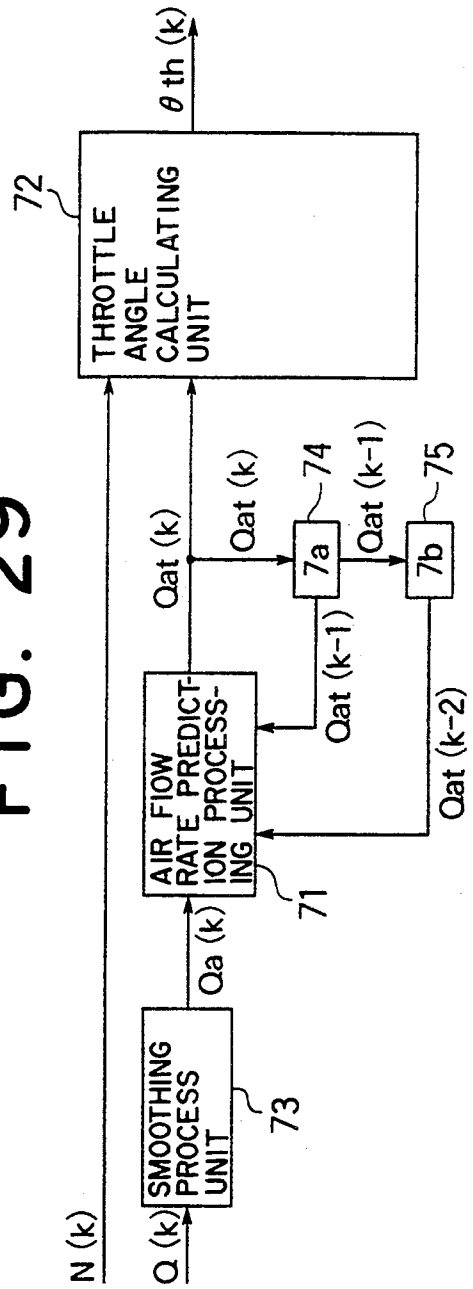 FIG. 29
N (k)
Q (k)
SMOOTHING
PROCESS
UNIT
73
Qa (k)
AIR FLOW
RATE PREDICT-
ION PROCESS-
ING UNIT
71
Qat (k)
Qat (k)
74
7a
Qat (k-1)
Qat (k-1)
75
7b
Qat (k-2)
72
THROTTLE
ANGLE
CALCULATING
UNIT
θ th (k)